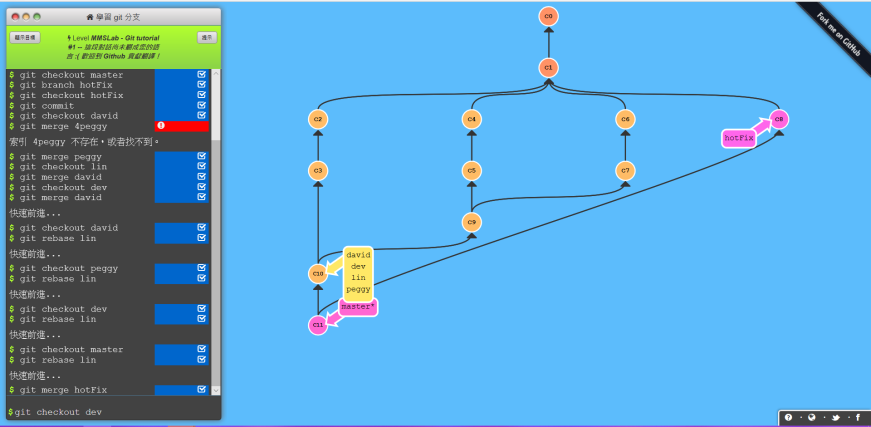 學習 git 分支
顯示目標
Level MMSLab - Git tutorial
#1 -- 這段對話尚未翻成您的語
言 :( 歡迎到 Github 貢獻翻譯！
提示
$ git checkout master
$ git branch hotFix
$ git checkout hotFix
$ git commit
$ git checkout david
$ git merge 4peggy
索引 4peggy 不存在，或者找不到。
$ git merge peggy
$ git checkout lin
$ git merge david
$ git checkout dev
$ git merge david
快速前進...
$ git checkout david
$ git rebase lin
快速前進...
$ git checkout peggy
$ git rebase lin
快速前進...
$ git checkout dev
$ git rebase lin
快速前進...
$ git checkout master
$ git rebase lin
快速前進...
$ git merge hotFix
$ git checkout dev
C0
C1
C2
C4
C6
C8
hotFix
C3
C5
C7
C9
C10
david
dev
lin
peggy
master*
C11
Fork me on GitHub